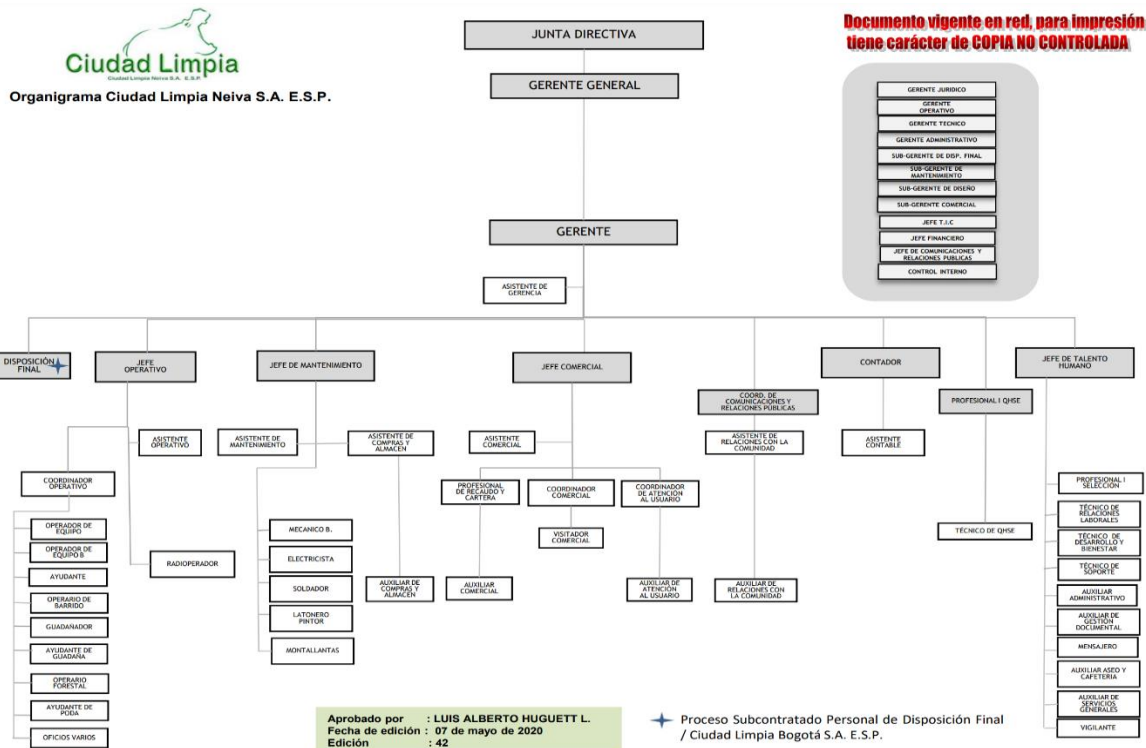 Ciudad Limpia
Ciudad Limpia Neiva S.A. E.S.P.
Organigrama Ciudad Limpia Neiva S.A. E.S.P.
Documento vigente en red, para impresión
tiene carácter de COPIA NO CONTROLADA
JUNTA DIRECTIVA
GERENTE GENERAL
GERENTE
ASISTENTE DE
GERENCIA
GERENTE JURIDICO
GERENTE
OPERATIVO
GERENTE TECNICO
GERENTE ADMINISTRATIVO
SUB-GERENTE DE DISP. FINAL
SUB-GERENTE DE
MANTENIMIENTO
SUB-GERENTE DE DISEÑO
SUB-GERENTE COMERCIAL
JEFE T.I.C
JEFE FINANCIERO
JEFE DE COMUNICACIONES Y
RELACIONES PUBLICAS
CONTROL INTERNO
DISPOSICIÓN
FINAL
JEFE
OPERATIVO
JEFE DE MANTENIMIENTO
JEFE COMERCIAL
COORD. DE
COMUNICACIONES Y
RELACIONES PÚBLICAS
CONTADOR
PROFESIONAL I QHSE
JEFE DE TALENTO
HUMANO
ASISTENTE
OPERATIVO
ASISTENTE DE
MANTENIMIENTO
ASISTENTE DE
COMPRAS Y
ALMACÉN
ASISTENTE
COMERCIAL
ASISTENTE DE
RELACIONES CON LA
COMUNIDAD
ASISTENTE
CONTABLE
COORDINADOR
OPERATIVO
OPERADOR DE
EQUIPO
OPERADOR DE
EQUIPO B
AYUDANTE
OPERARIO DE
BARRIDO
GUADAÑADOR
AYUDANTE DE
GUADAÑA
OPERARIO
FORESTAL
AYUDANTE DE
PODA
OFICIOS VARIOS
RADIOPERADOR
MECANICO B.
ELECTRICISTA
SOLDADOR
LATONERO
PINTOR
MONTALLANTAS
AUXILIAR DE
COMPRAS Y
ALMACÉN
PROFESIONAL
DE RECAUDO Y
CARTERA
COORDINADOR
COMERCIAL
COORDINADOR
DE ATENCIÓN
AL USUARIO
VISITADOR
COMERCIAL
AUXILIAR
COMERCIAL
AUXILIAR DE
ATENCIÓN
AL USUARIO
AUXILIAR DE
RELACIONES CON
LA COMUNIDAD
TÉCNICO DE QHSE
PROFESIONAL I
SELECCIÓN
TÉCNICO DE
RELACIONES
LABORALES
TÉCNICO DE
DESARROLLO Y
BIENESTAR
TÉCNICO DE
SOPORTE
AUXILIAR
ADMINISTRATIVO
AUXILIAR DE
GESTIÓN
DOCUMENTAL
MENSAJERO
AUXILIAR ASEO Y
CAFETERIA
AUXILIAR DE
SERVICIOS
GENERALES
VIGILANTE
Aprobado por : LUIS ALBERTO HUGUETT L.
Fecha de edición : 07 de mayo de 2020
Edición : 42
Proceso Subcontratado Personal de Disposición Final
/ Ciudad Limpia Bogotá S.A. E.S.P.